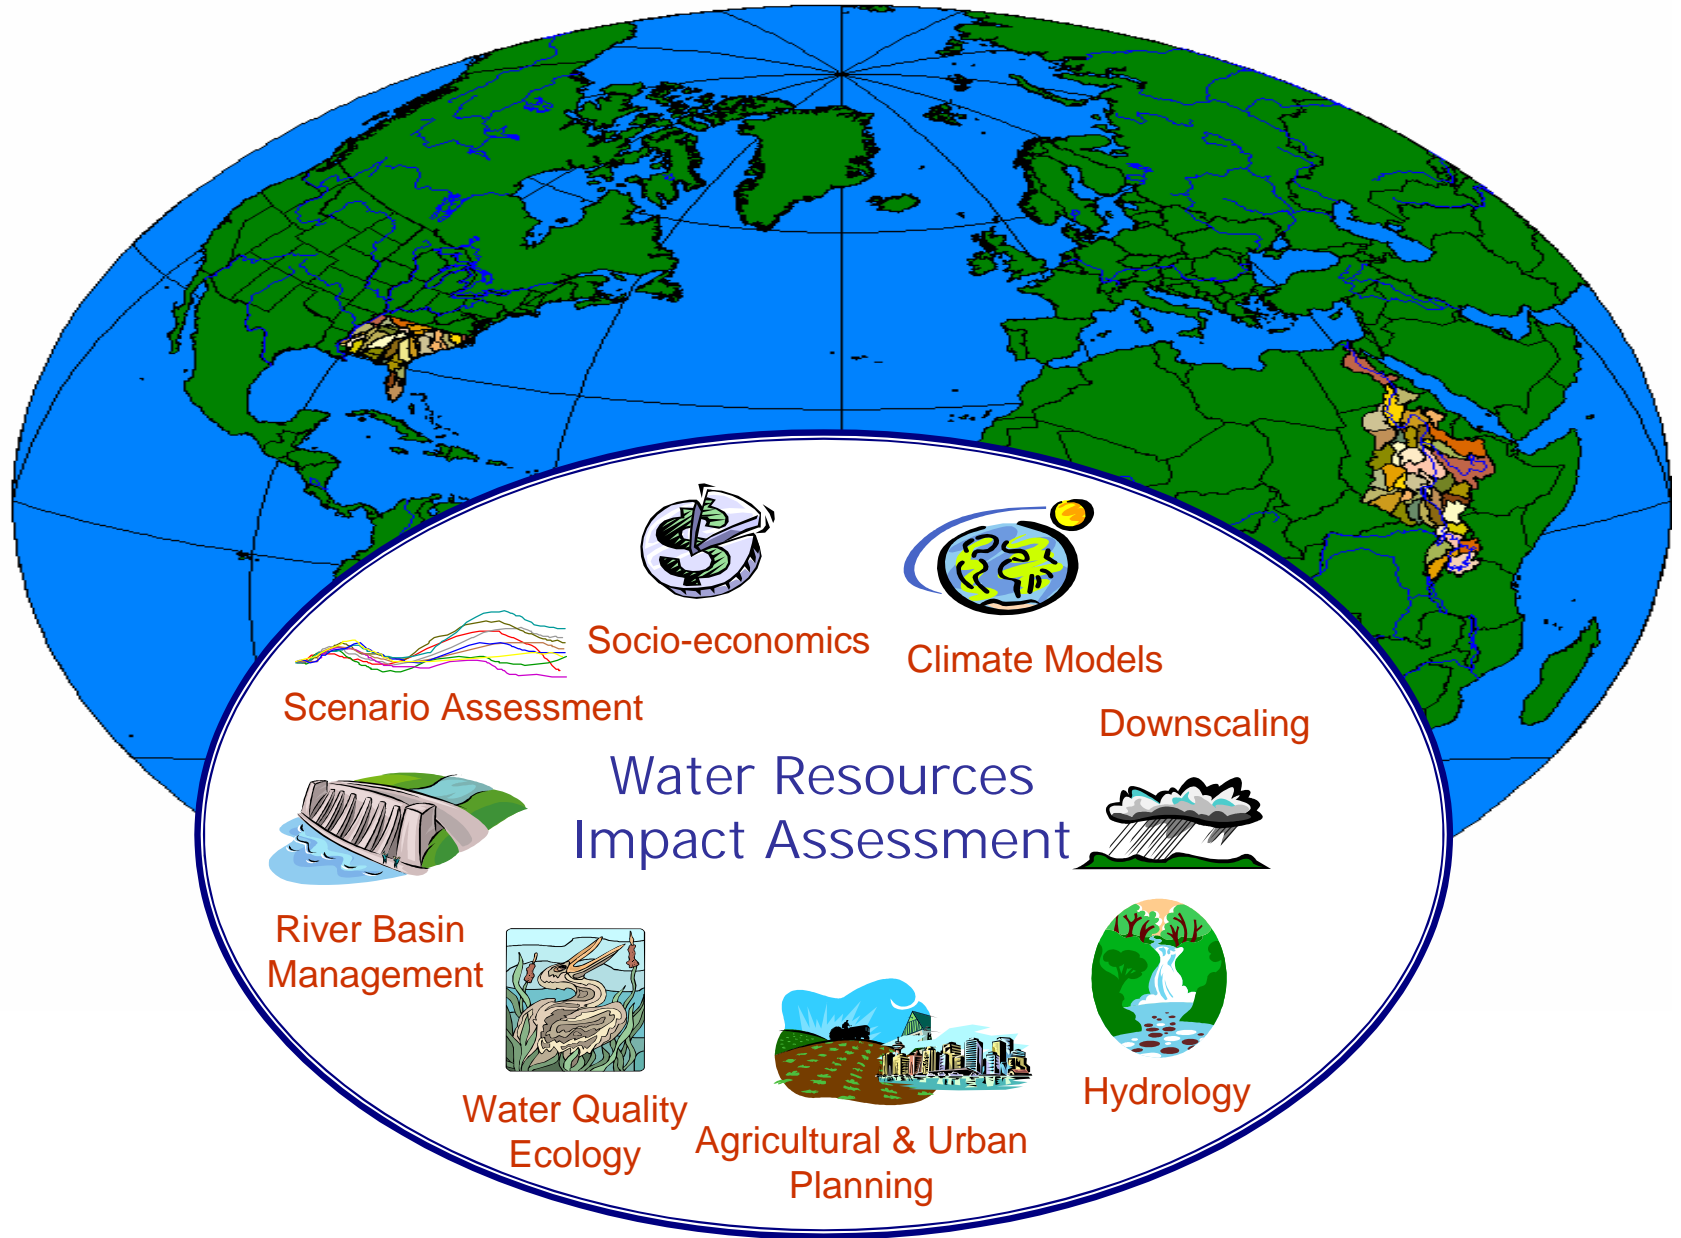 Socio-economics
Climate Models
Scenario Assessment
Downscaling
Water Resources
Impact Assessment
River Basin
Management
Water Quality
Ecology
Agricultural & Urban
Planning
Hydrology